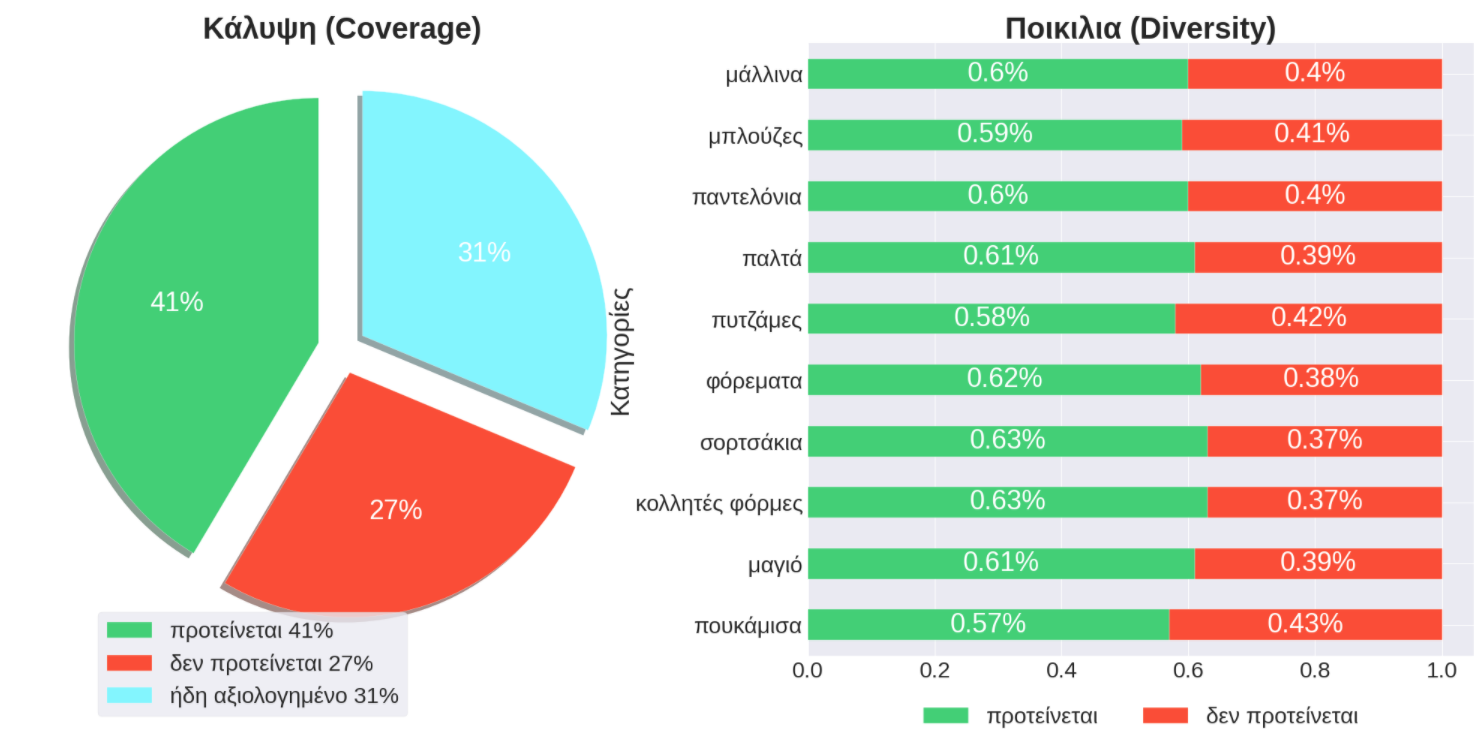 Κάλυψη (Coverage)
41%
31%
27%
προτείνεται 41%
δεν προτείνεται 27%
ήδη αξιολογημένο 31%
Ποικιλια (Diversity)
Κατηγορίες
μάλλινα 0.6% 0.4%
μπλούζες 0.59% 0.41%
παντελόνια 0.6% 0.4%
παλτά 0.61% 0.39%
πυτζάμες 0.58% 0.42%
φόρεματα 0.62% 0.38%
σορτσάκια 0.63% 0.37%
κολλητές φόρμες 0.63% 0.37%
μαγιό 0.61% 0.39%
πουκάμισα 0.57% 0.43%
0.0 0.2 0.4 0.6 0.8 1.0
προτείνεται δεν προτείνεται